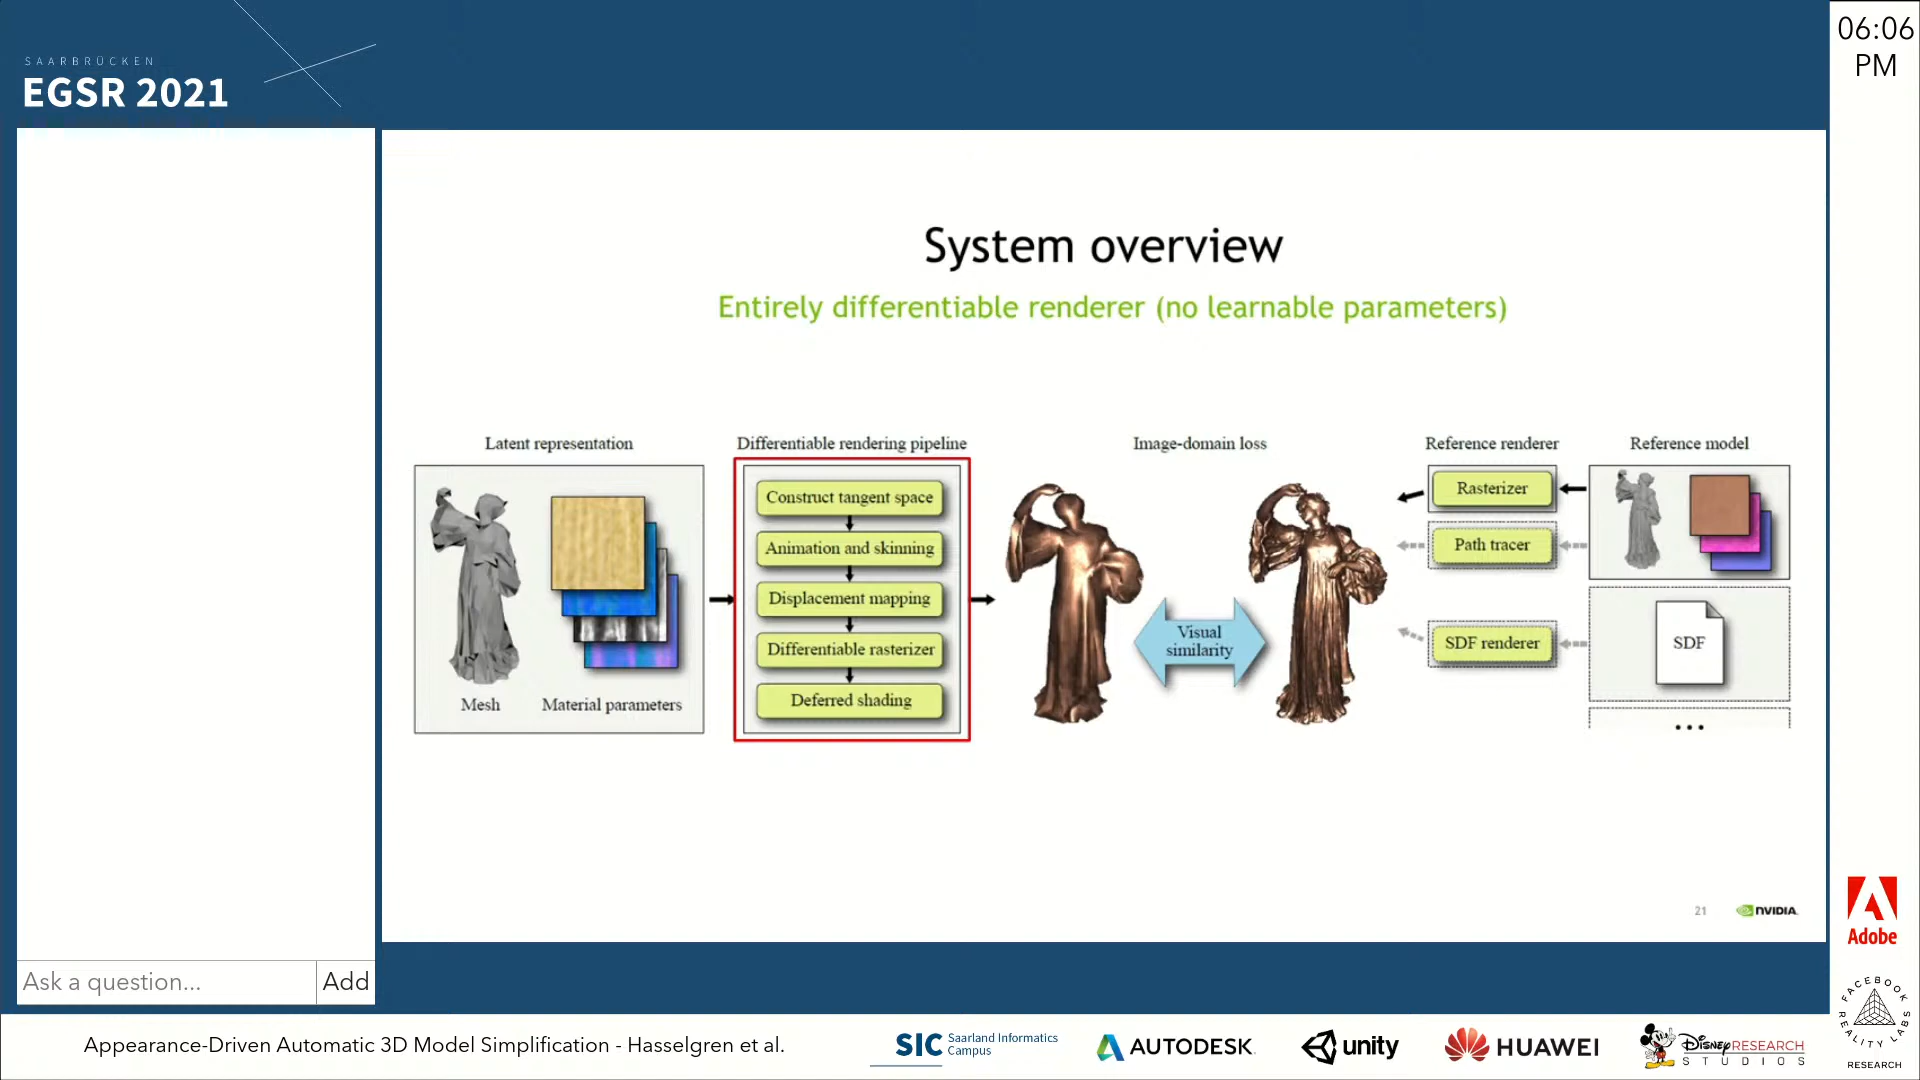 SAARBRÜCKEN
EGSR 2021
06:06
PM
System overview
Entirely differentiable renderer (no learnable parameters)
Latent representation
Mesh
Material parameters
Differentiable rendering pipeline
Construct tangent space
Animation and skinning
Displacement mapping
Differentiable rasterizer
Deferred shading
Image-domain loss
Visual
similarity
Reference renderer
Rasterizer
Path tracer
SDF renderer
Reference model
SDF
...
21
NVIDIA
Ask a question...
Add
Adobe
FACEBOOK
REALITY LABS
RESEARCH
Appearance-Driven Automatic 3D Model Simplification - Hasselgren et al.
SIC Saarland Informatics
Campus
AUTODESK
unity
HUAWEI
Disney RESEARCH
STUDIOS